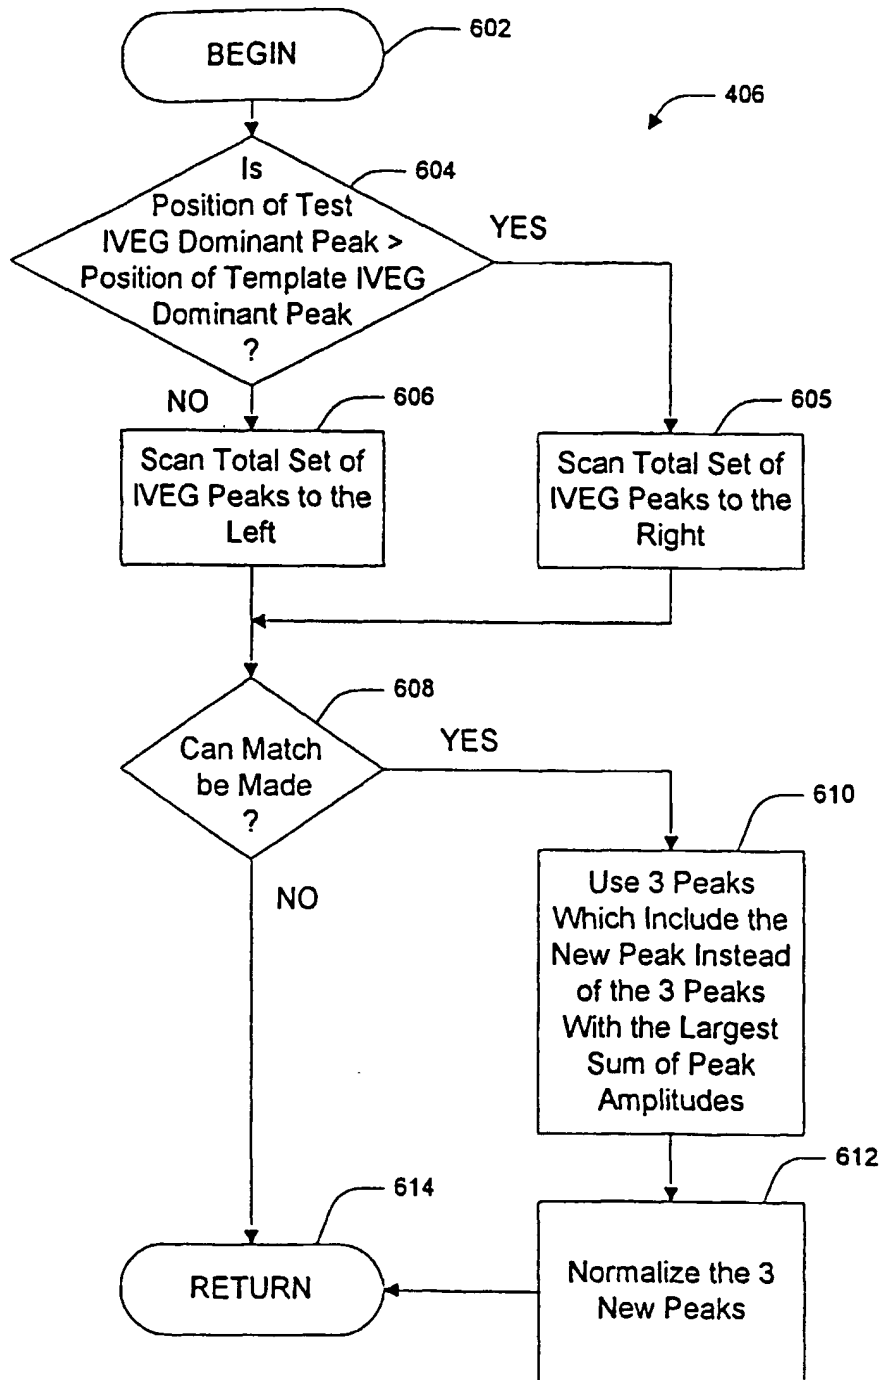 BEGIN
602
406
Is
Position of Test
IVEG Dominant Peak >
Position of Template IVEG
Dominant Peak
?
604
YES
NO
606
605
Scan Total Set of
IVEG Peaks to the
Left
Scan Total Set of
IVEG Peaks to the
Right
608
Can Match
be Made
?
YES
NO
610
Use 3 Peaks
Which Include the
New Peak Instead
of the 3 Peaks
With the Largest
Sum of Peak
Amplitudes
612
Normalize the 3
New Peaks
614
RETURN